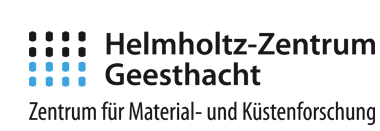 Helmholtz-Zentrum
Geesthacht
Zentrum für Material- und Küstenforschung